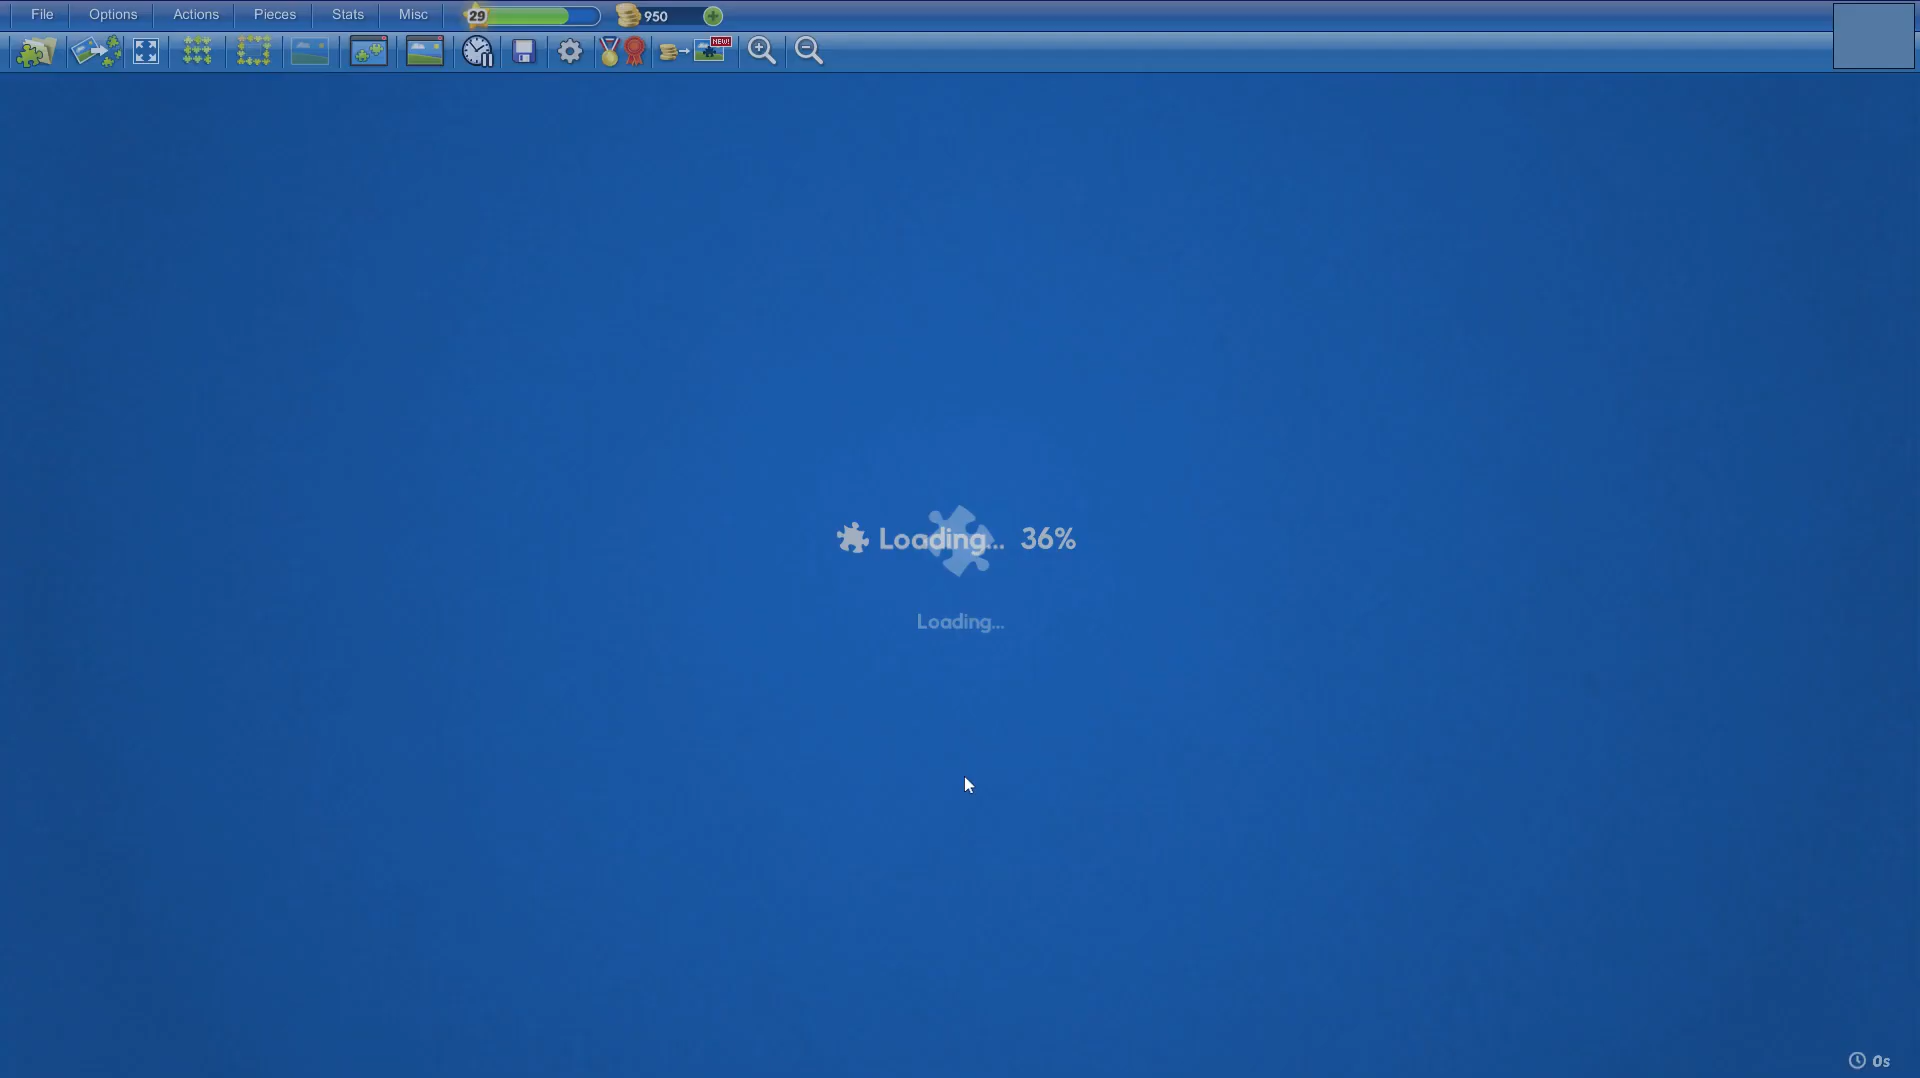 File Options Actions Pieces Stats Misc 29 950
NEW!
Loading... 36%
Loading...
0s